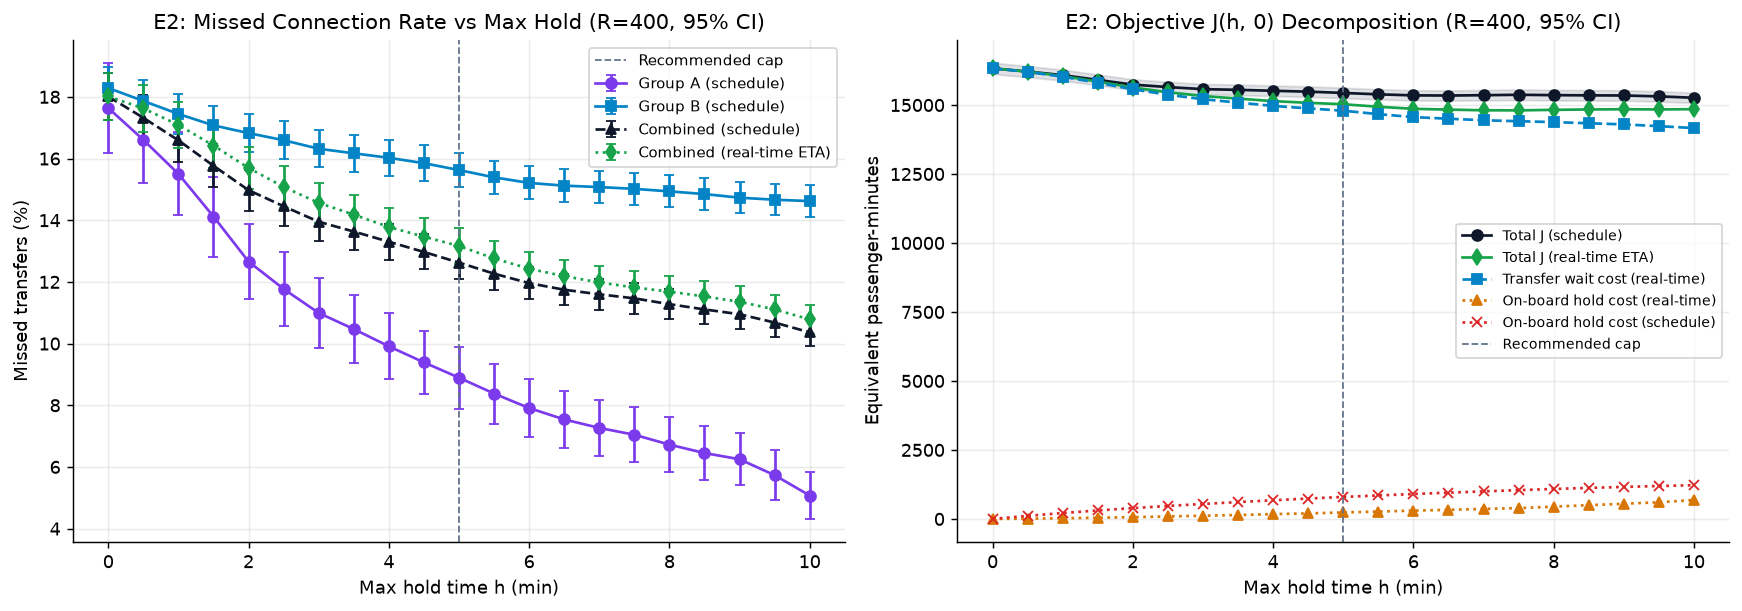 E2: Missed Connection Rate vs Max Hold (R=400, 95% CI)
Missed transfers (%)
18
16
14
12
10
8
6
4
0
2
4
6
8
10
Max hold time h (min)
Recommended cap
Group A (schedule)
Group B (schedule)
Combined (schedule)
Combined (real-time ETA)
E2: Objective J(h, 0) Decomposition (R=400, 95% CI)
Equivalent passenger-minutes
15000
12500
10000
7500
5000
2500
0
0
2
4
6
8
10
Max hold time h (min)
Total J (schedule)
Total J (real-time ETA)
Transfer wait cost (real-time)
On-board hold cost (real-time)
On-board hold cost (schedule)
Recommended cap